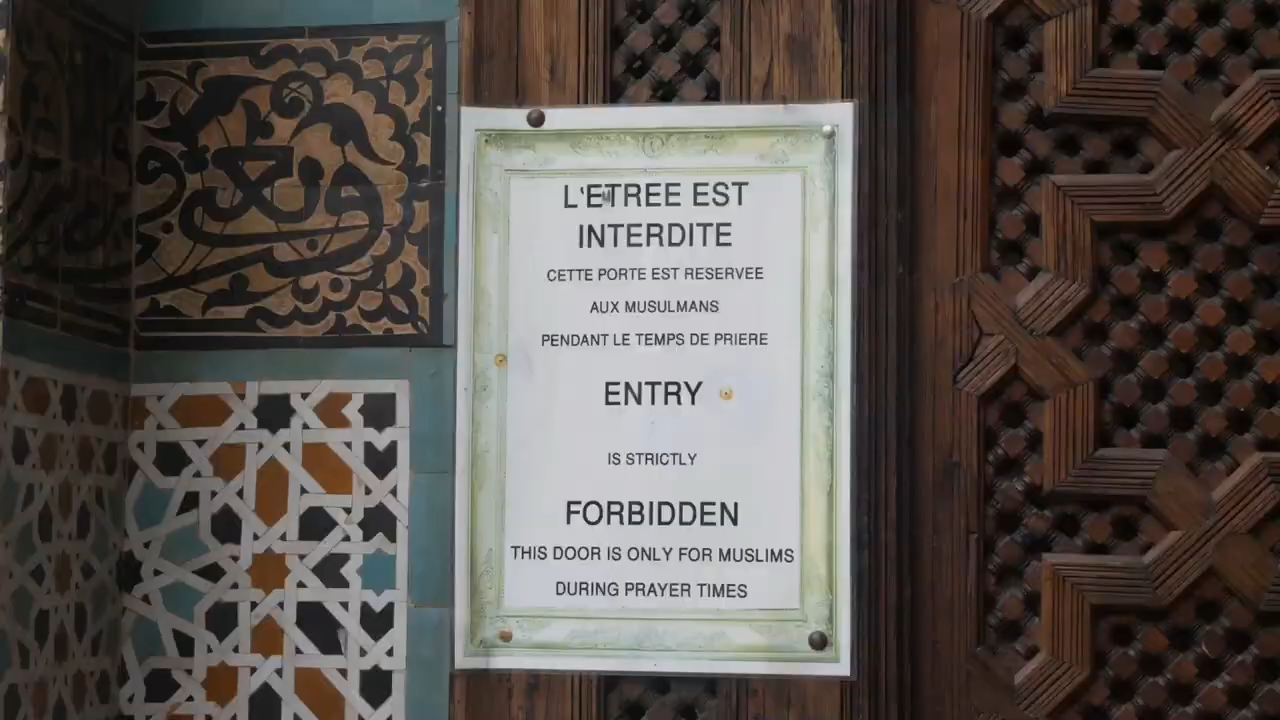 L'ENTREE EST
INTERDITE
CETTE PORTE EST RESERVEE
AUX MUSULMANS
PENDANT LE TEMPS DE PRIERE
ENTRY
IS STRICTLY
FORBIDDEN
THIS DOOR IS ONLY FOR MUSLIMS
DURING PRAYER TIMES